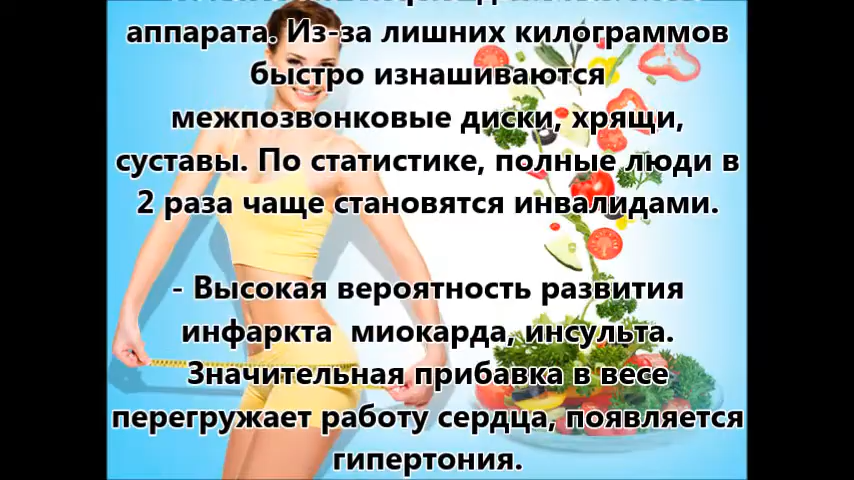 аппарата. Из-за лишних килограммов
быстро изнашиваются
межпозвонковые диски, хрящи,
суставы. По статистике, полные люди в
2 раза чаще становятся инвалидами.
- Высокая вероятность развития
инфаркта  миокарда, инсульта.
Значительная прибавка в весе
перегружает работу сердца, появляется
гипертония.